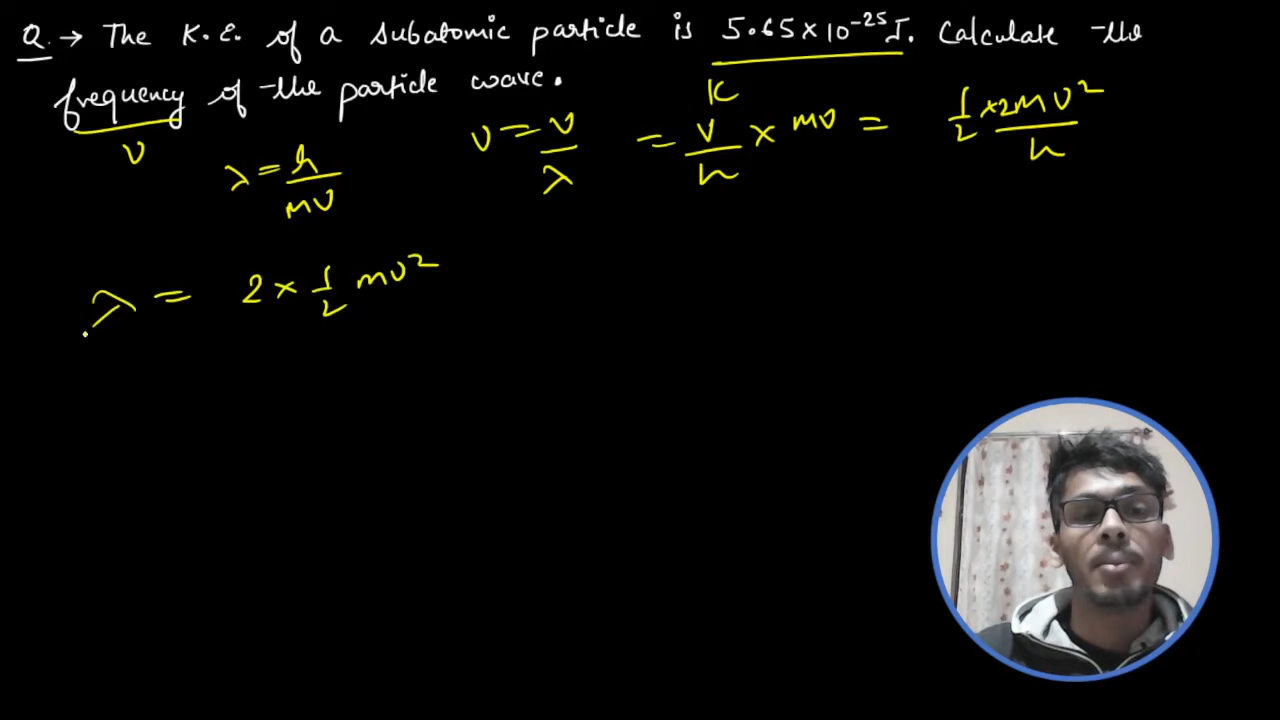 Q. → The K.E. of a subatomic particle is 5.65×10⁻²⁵J. Calculate the
frequency of the particle wave.
K
ν
λ = h/mv
ν = v/λ = v/h × mv = ½ × 2mv²/h
λ = 2 × ½ mv²